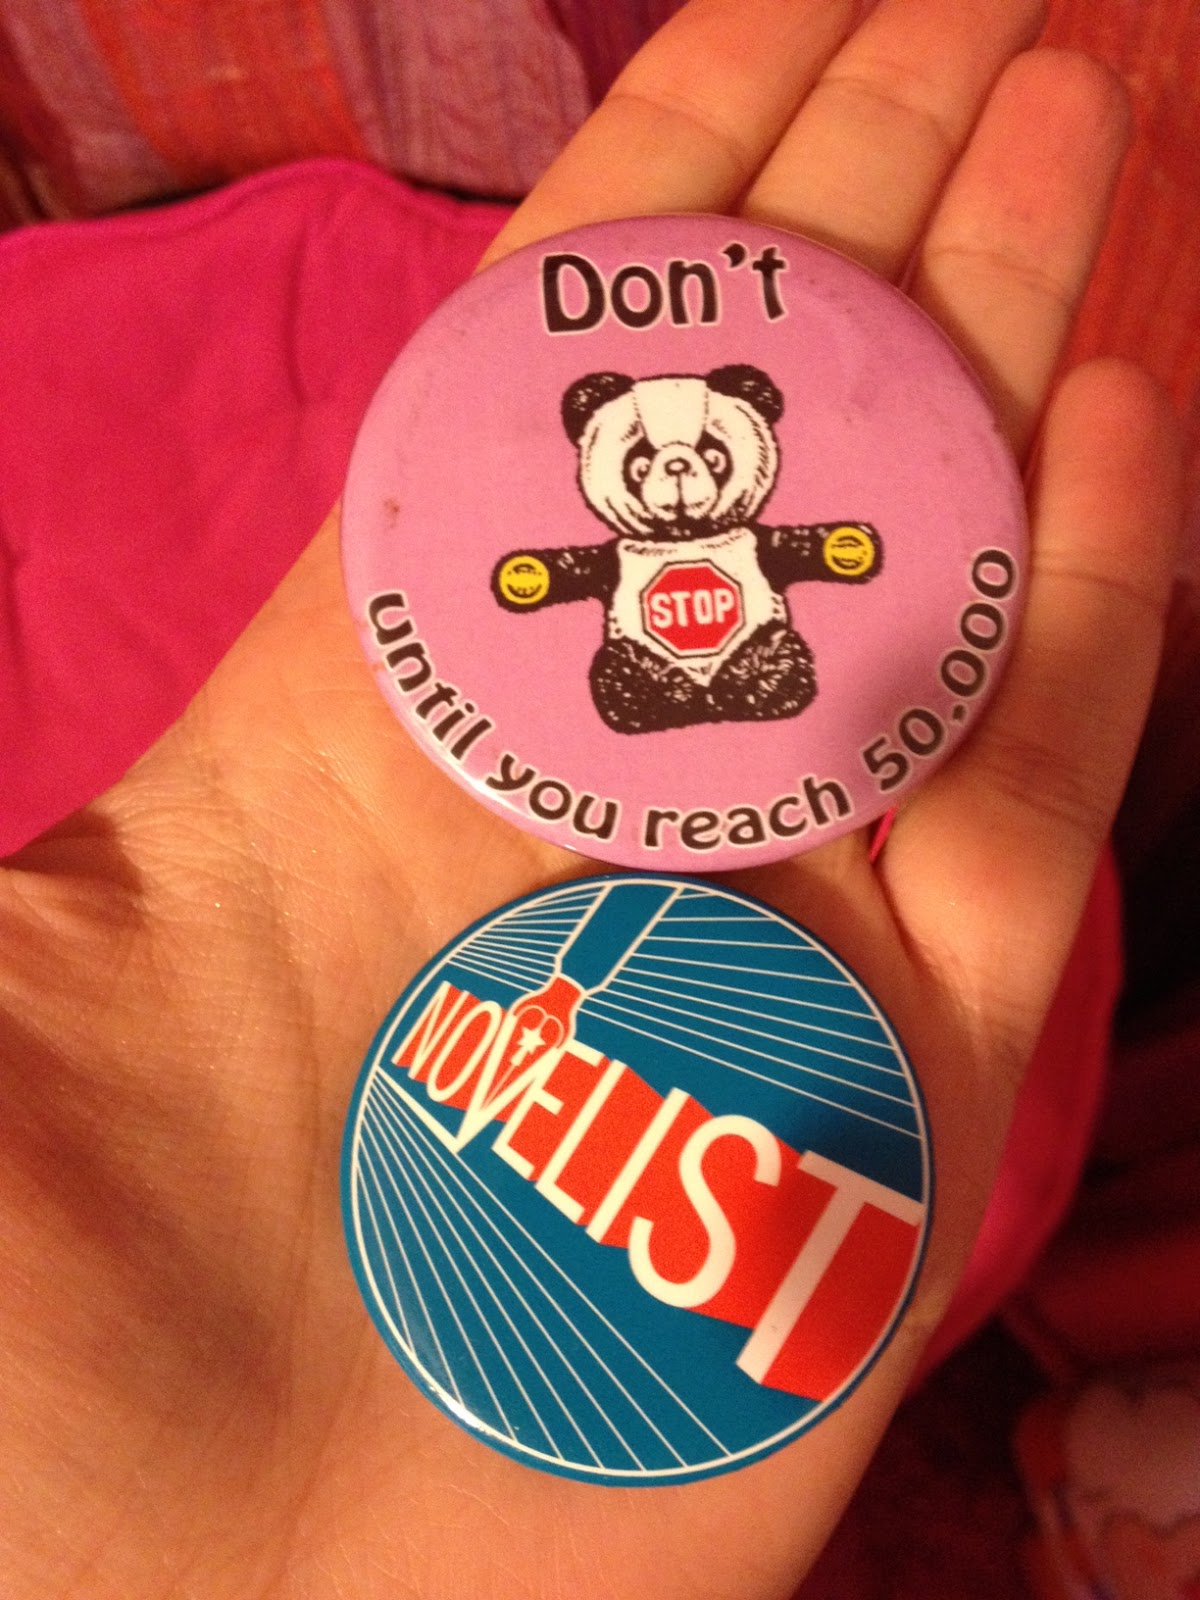 Don't
STOP
until you reach 50,000
NOVELIST